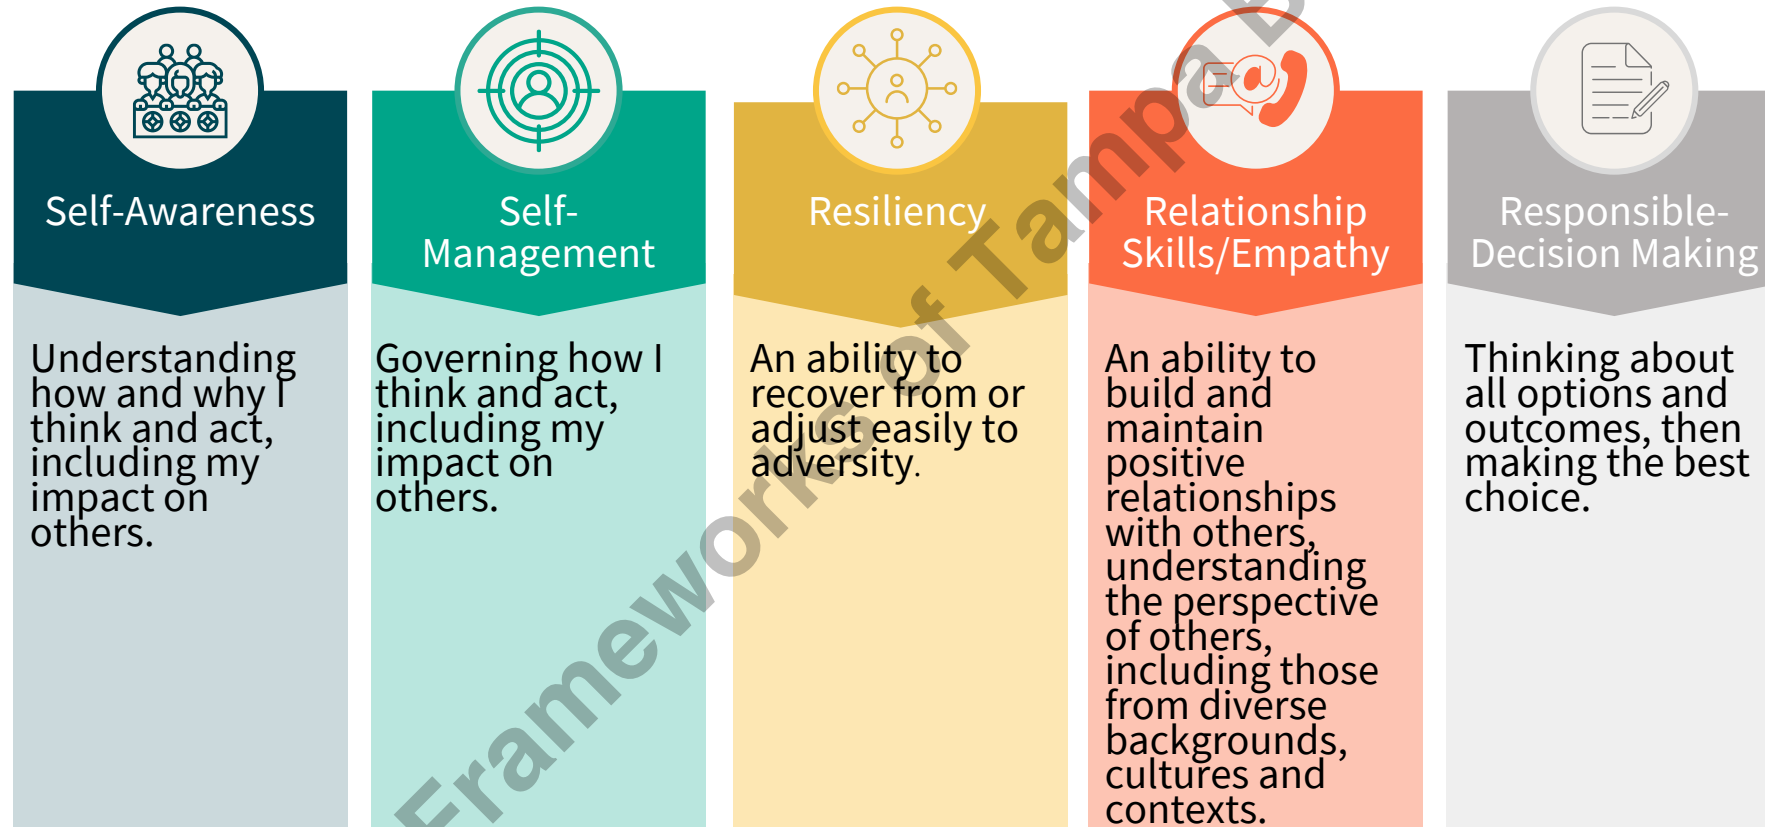 Self-Awareness
Understanding
how and why I
think and act,
including my
impact on
others.
Self-
Management
Governing how I
think and act,
including my
impact on
others.
Resiliency
An ability to
recover from or
adjust easily to
adversity.
Relationship
Skills/Empathy
An ability to
build and
maintain
positive
relationships
with others,
understanding
the perspective
of others,
including those
from diverse
backgrounds,
cultures and
contexts.
Responsible-
Decision Making
Thinking about
all options and
outcomes, then
making the best
choice.
Frameworks of Tampa